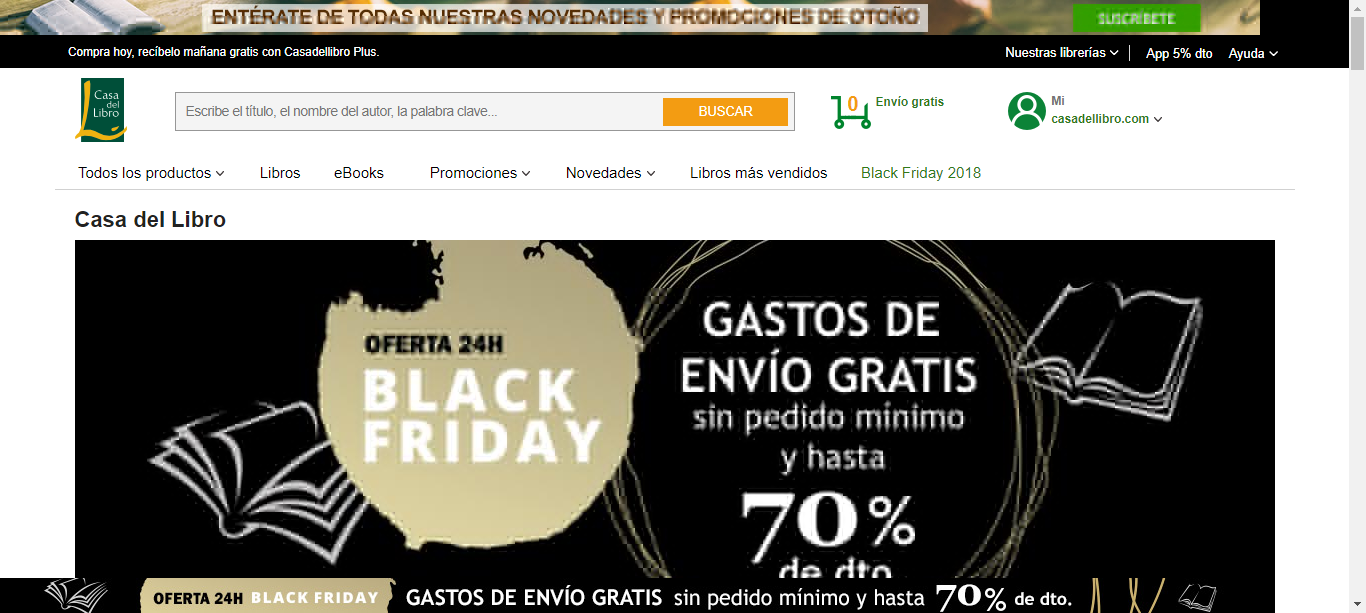 ENTÉRATE DE TODAS NUESTRAS NOVEDADES Y PROMOCIONES DE OTOÑO
SUSCRÍBETE
Compra hoy, recíbelo mañana gratis con Casadellibro Plus.
Nuestras librerías
App 5% dto
Ayuda
Casa
del
Libro
Escribe el título, el nombre del autor, la palabra clave...
BUSCAR
0
Envío gratis
Mi
casadellibro.com
Todos los productos
Libros
eBooks
Promociones
Novedades
Libros más vendidos
Black Friday 2018
Casa del Libro
OFERTA 24H
BLACK
FRIDAY
GASTOS DE
ENVÍO GRATIS
sin pedido mínimo
y hasta
70%
de dto
OFERTA 24H BLACK FRIDAY GASTOS DE ENVÍO GRATIS sin pedido mínimo y hasta 70% de dto.